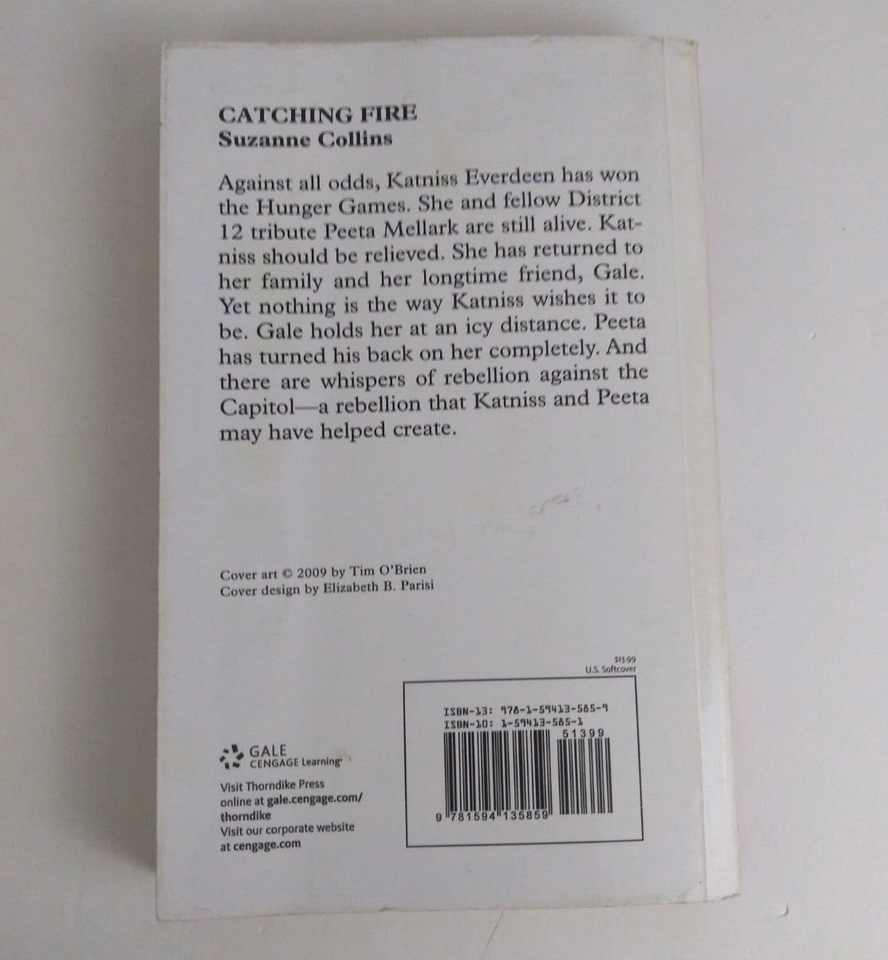 CATCHING FIRE
Suzanne Collins
Against all odds, Katniss Everdeen has won
the Hunger Games. She and fellow District
12 tribute Peeta Mellark are still alive. Kat-
niss should be relieved. She has returned to
her family and her longtime friend, Gale.
Yet nothing is the way Katniss wishes it to
be. Gale holds her at an icy distance. Peeta
has turned his back on her completely. And
there are whispers of rebellion against the
Capitol—a rebellion that Katniss and Peeta
may have helped create.
Cover art © 2009 by Tim O'Brien
Cover design by Elizabeth B. Parisi
$13.99
U.S. Softcover
ISBN-13: 978-1-59413-585-9
ISBN-10: 1-59413-585-1
51399
9 781594 135859
GALE
CENGAGE Learning
Visit Thorndike Press
online at gale.cengage.com/
thorndike
Visit our corporate website
at cengage.com